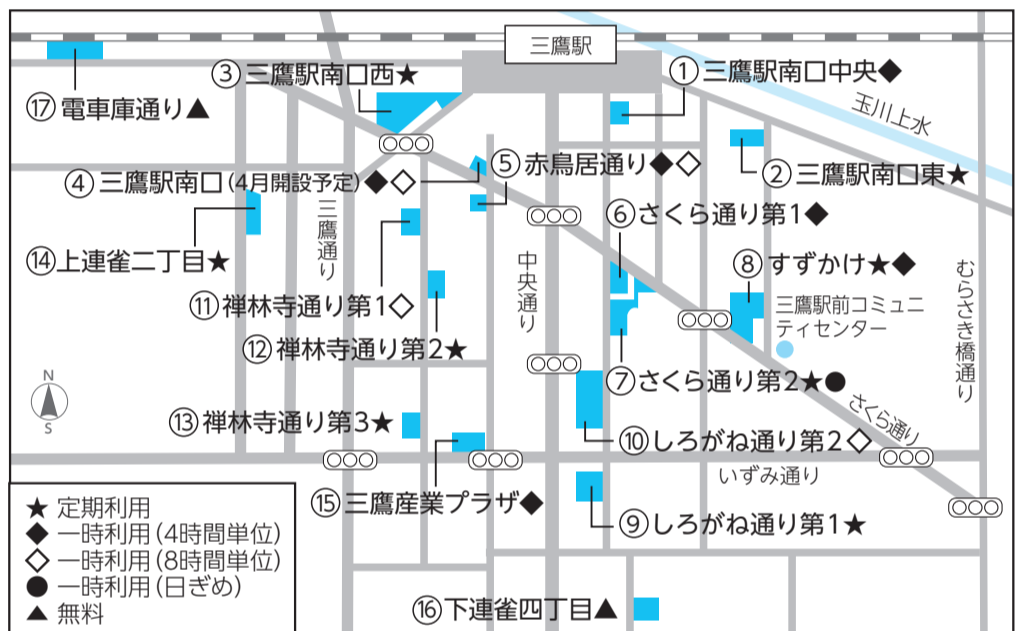 三鷹駅
③三鷹駅南口西★
①三鷹駅南口中央◆
⑰電車庫通り▲
玉川上水
⑤赤鳥居通り◆◇
②三鷹駅南口東★
④三鷹駅南口(4月開設予定)◆◇
三鷹通り
⑥さくら通り第1◆
⑭上連雀二丁目★
中央通り
⑧すずかけ★◆
むらさき橋通り
⑪禅林寺通り第1◇
三鷹駅前コミュニ
ティセンター
⑫禅林寺通り第2★
⑦さくら通り第2★●
N
S
さくら通り
⑬禅林寺通り第3★
⑩しろがね通り第2◇
いずみ通り
⑮三鷹産業プラザ◆
⑨しろがね通り第1★
★ 定期利用
◆ 一時利用(4時間単位)
◇ 一時利用(8時間単位)
● 一時利用(日ぎめ)
▲ 無料
⑯下連雀四丁目▲